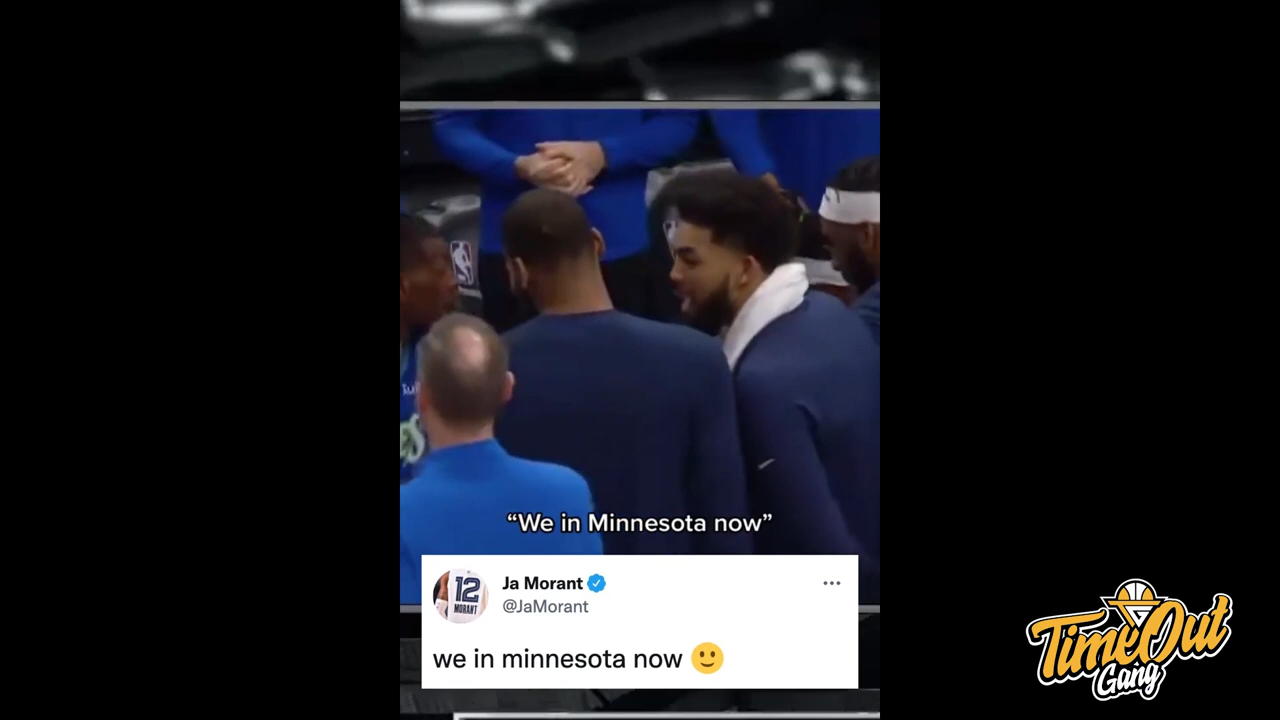 “We in Minnesota now”
12
MORANT
Ja Morant
@JaMorant
we in minnesota now 🙂
TimeOut
Gang